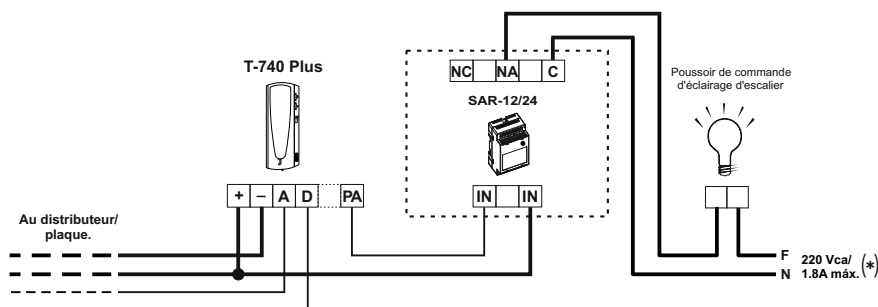 NC NA C
T-740 Plus
SAR-12/24
Poussoir de commande
d'éclairage d'escalier
+ – A D PA
IN IN
Au distributeur/
plaque.
F
220 Vca/
N
1.8A máx.
(*)